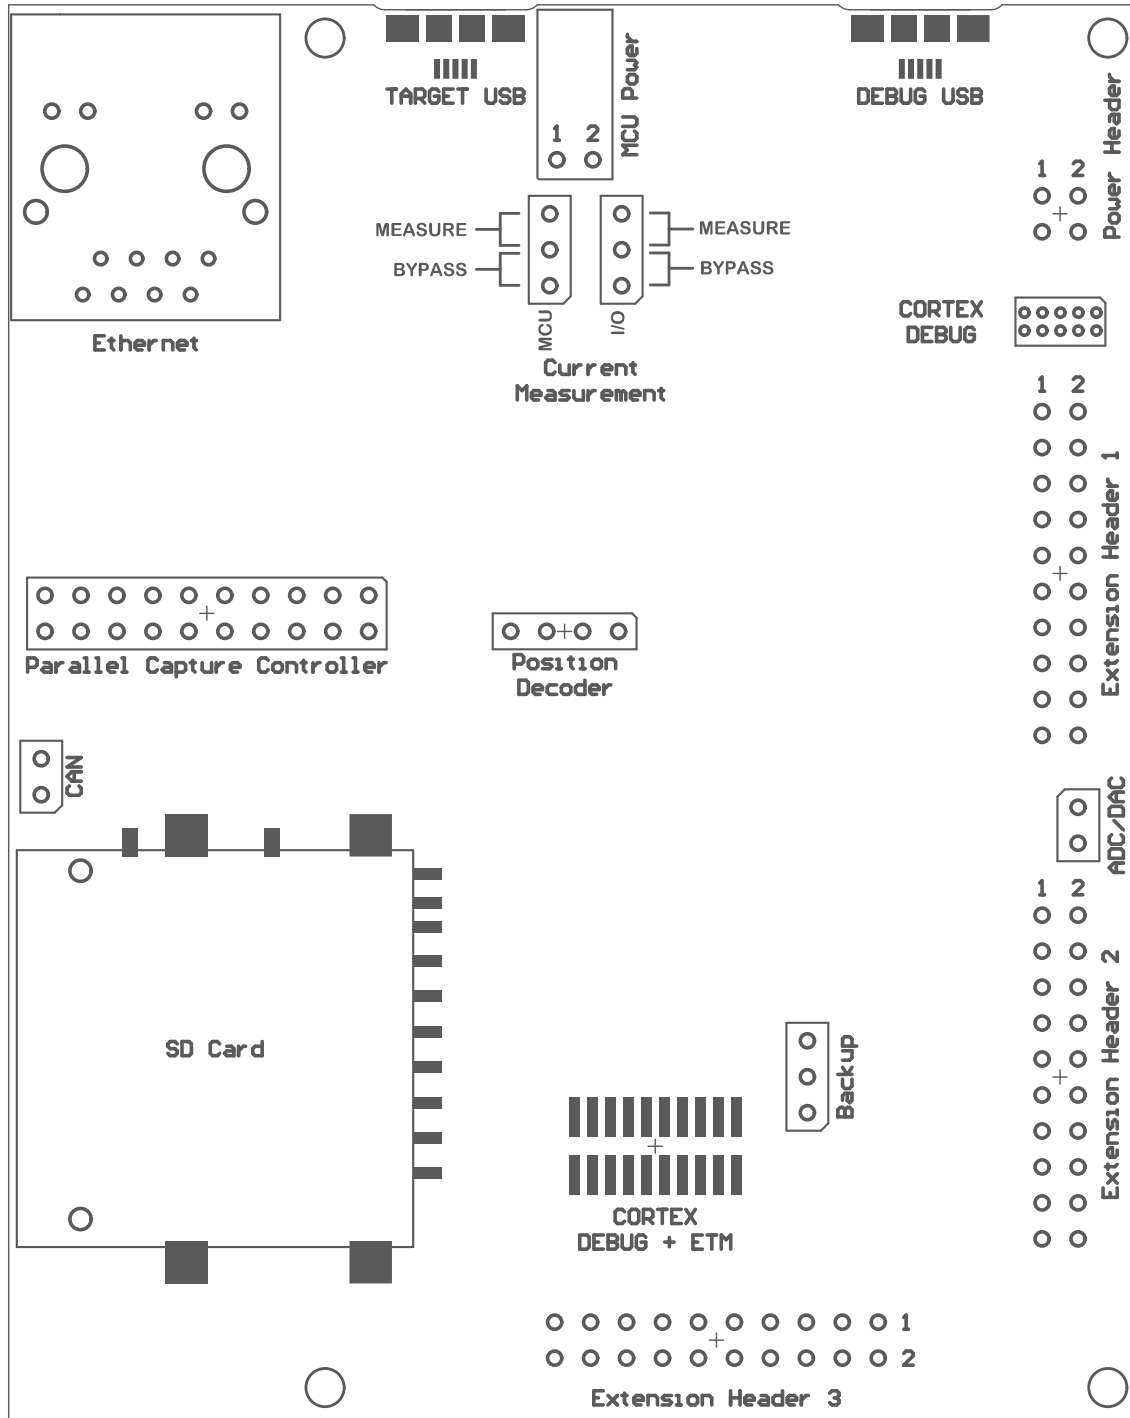 TARGET USB
MCU Power
DEBUG USB
Power Header
1 2
1 2
MEASURE
MEASURE
BYPASS
BYPASS
MCU
I/O
Current
Measurement
Ethernet
CORTEX
DEBUG
1 2
Extension Header 1
Parallel Capture Controller
Position
Decoder
CAN
ADC/DAC
1 2
Extension Header 2
SD Card
Backup
CORTEX
DEBUG + ETM
1
2
Extension Header 3